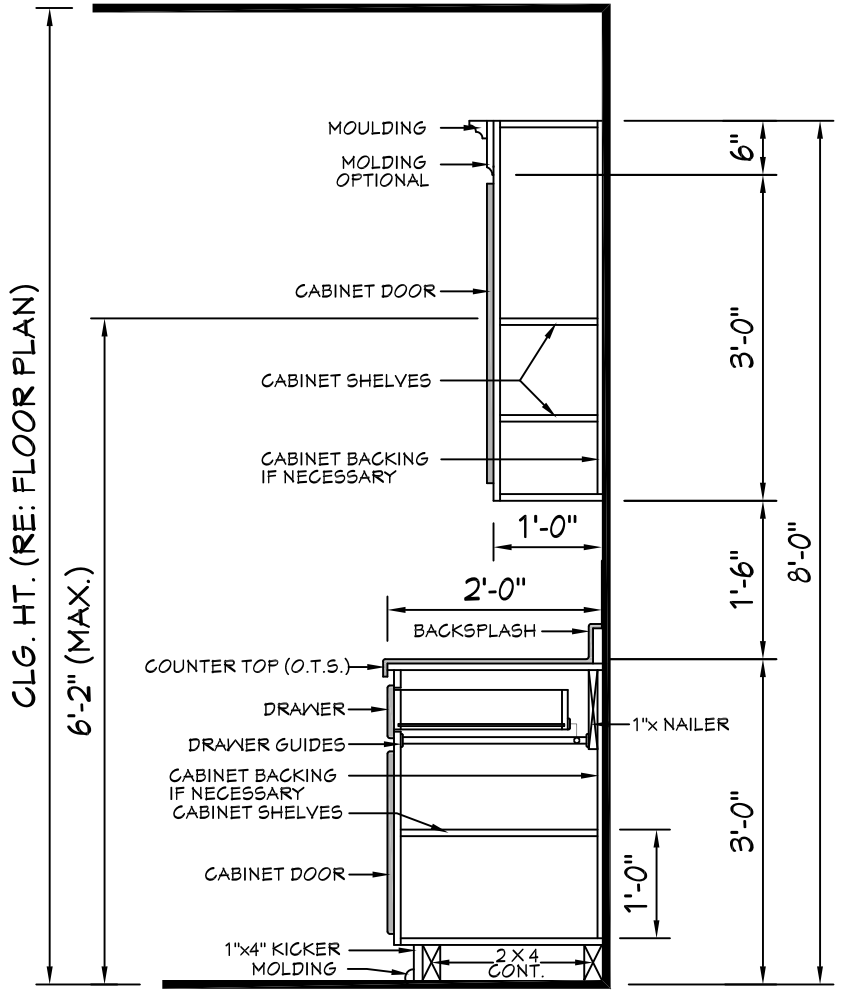 MOULDING
6"
MOLDING
OPTIONAL
CABINET DOOR
3'-0"
CLG. HT. (RE: FLOOR PLAN)
CABINET SHELVES
CABINET BACKING
IF NECESSARY
1'-0"
8'-0"
1'-6"
2'-0"
6'-2" (MAX.)
BACKSPLASH
COUNTER TOP (O.T.S.)
DRAWER
1"x NAILER
DRAWER GUIDES
CABINET BACKING
IF NECESSARY
CABINET SHELVES
3'-0"
CABINET DOOR
1'-0"
1"x4" KICKER
2 X 4
CONT.
MOLDING